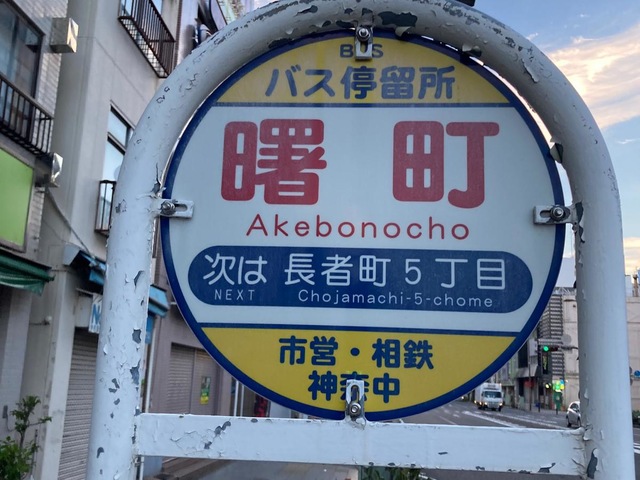 BUS
バス停留所
曙町
Akebonocho
次は 長者町5丁目
NEXT Chojamachi-5-chome
市営・相鉄
神奈中